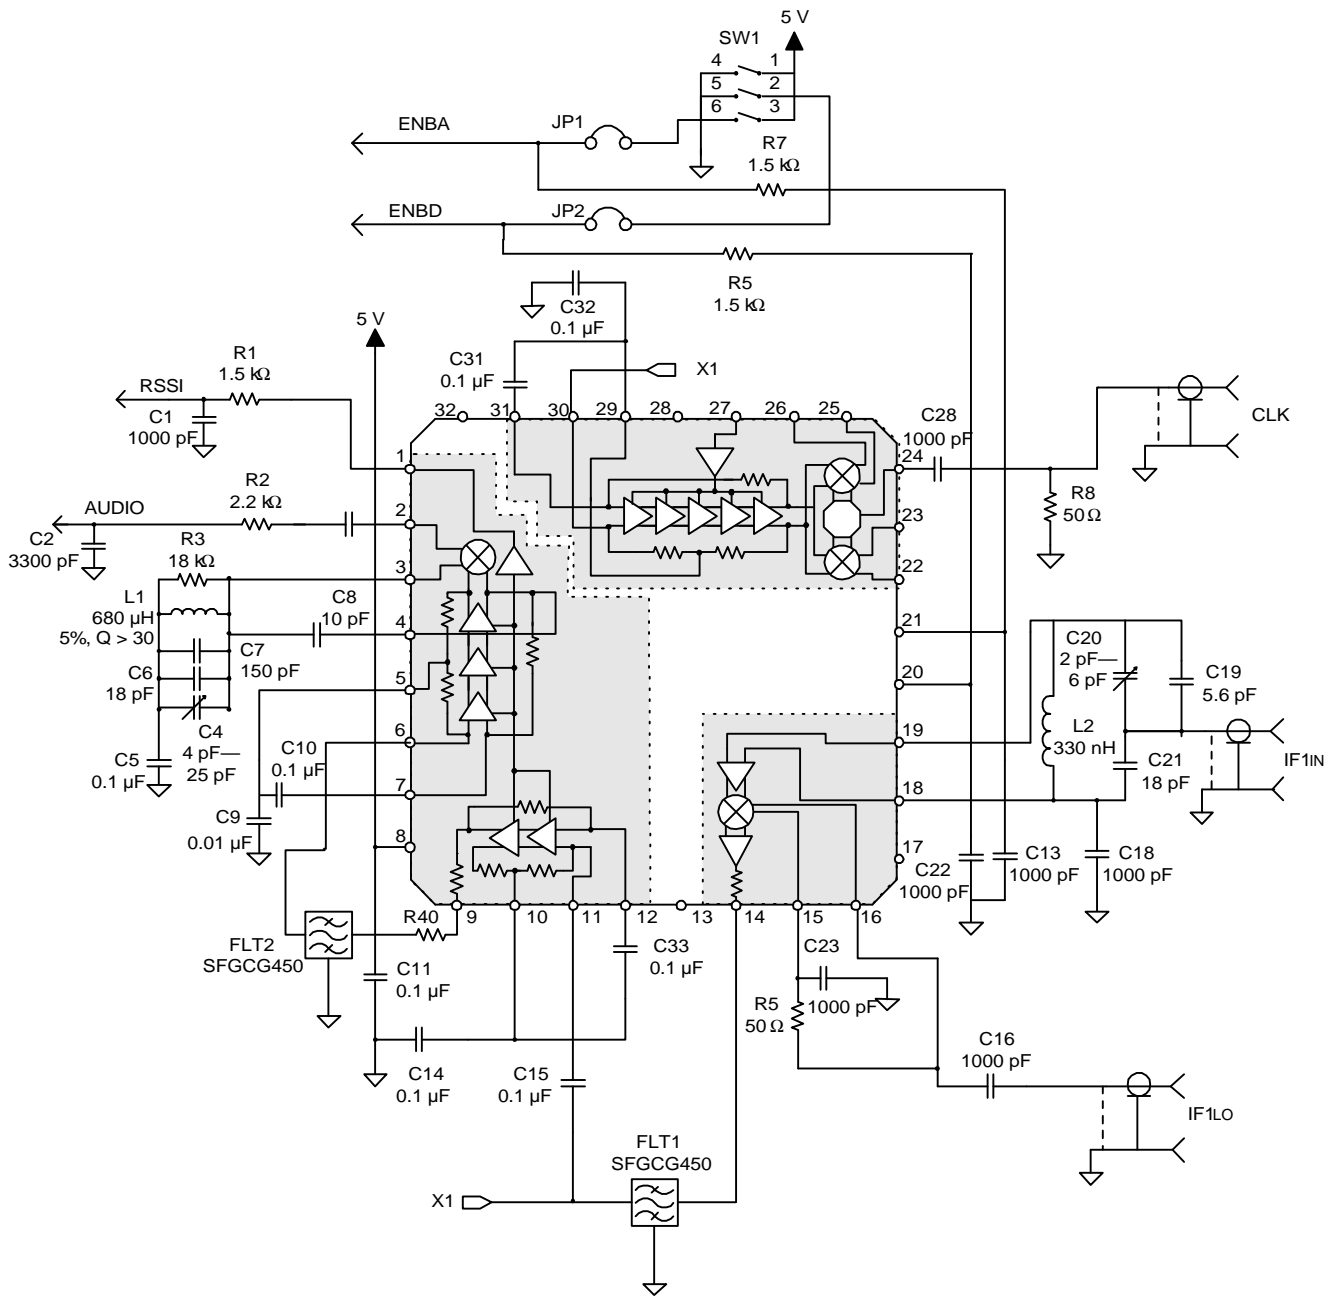 5 V
SW1
4 1
5 2
6 3
ENBA
JP1
R7
1.5 kΩ
ENBD
JP2
R5
1.5 kΩ
C32
0.1 µF
5 V
R1
1.5 kΩ
RSSI
C1
1000 pF
C31
0.1 µF
X1
32
31
30
29
28
27
26
25
C28
1000 pF
CLK
1
24
R2
2.2 kΩ
AUDIO
C2
3300 pF
2
23
R8
50 Ω
R3
18 kΩ
3
22
L1
680 µH
5%, Q > 30
C8
10 pF
4
21
C7
150 pF
C6
18 pF
5
20
C20
2 pF—
6 pF
C19
5.6 pF
C4
4 pF—
25 pF
C5
0.1 µF
C10
0.1 µF
6
19
L2
330 nH
C21
18 pF
IF1IN
7
18
C9
0.01 µF
8
17
C22
1000 pF
C13
1000 pF
C18
1000 pF
R40
9
10
11
12
13
14
15
16
FLT2
SFGCG450
C11
0.1 µF
C33
0.1 µF
C23
1000 pF
R5
50 Ω
C14
0.1 µF
C15
0.1 µF
C16
1000 pF
IF1LO
FLT1
SFGCG450
X1